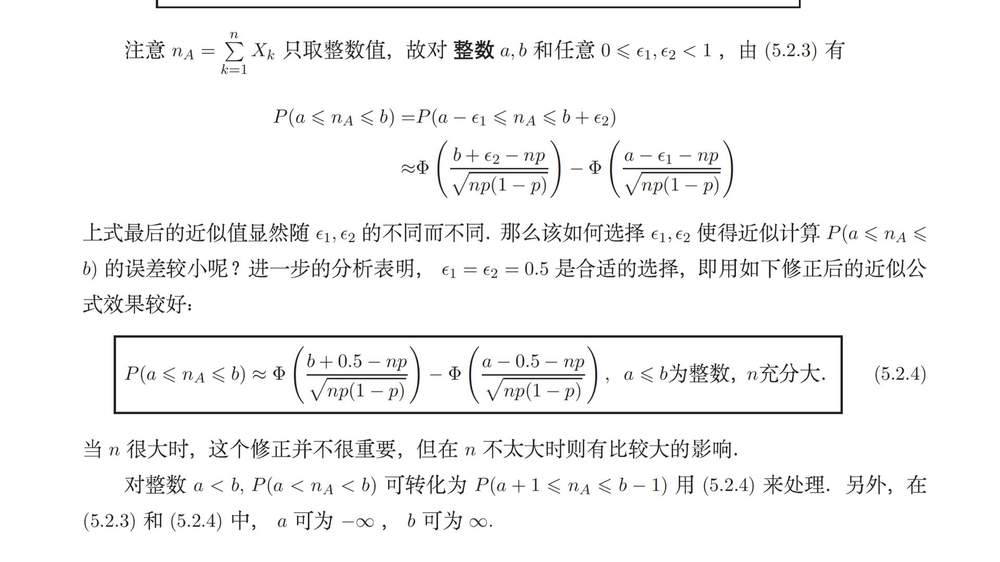 注意 $n_A = \sum_{k=1}^{n} X_k$ 只取整数值，故对 整数 $a, b$ 和任意 $0 \leqslant \epsilon_1, \epsilon_2 < 1$ ，由 (5.2.3) 有
$P(a \leqslant n_A \leqslant b) = P(a - \epsilon_1 \leqslant n_A \leqslant b + \epsilon_2)$
$\approx \Phi\left(\frac{b + \epsilon_2 - np}{\sqrt{np(1-p)}}\right) - \Phi\left(\frac{a - \epsilon_1 - np}{\sqrt{np(1-p)}}\right)$
上式最后的近似值显然随 $\epsilon_1, \epsilon_2$ 的不同而不同. 那么该如何选择 $\epsilon_1, \epsilon_2$ 使得近似计算 $P(a \leqslant n_A \leqslant$
$b)$ 的误差较小呢？进一步的分析表明， $\epsilon_1 = \epsilon_2 = 0.5$ 是合适的选择，即用如下修正后的近似公
式效果较好：
$P(a \leqslant n_A \leqslant b) \approx \Phi\left(\frac{b + 0.5 - np}{\sqrt{np(1-p)}}\right) - \Phi\left(\frac{a - 0.5 - np}{\sqrt{np(1-p)}}\right)$ ，$a \leqslant b$为整数，$n$充分大. (5.2.4)
当 $n$ 很大时，这个修正并不很重要，但在 $n$ 不太大时则有比较大的影响.
对整数 $a < b$, $P(a < n_A < b)$ 可转化为 $P(a + 1 \leqslant n_A \leqslant b - 1)$ 用 (5.2.4) 来处理. 另外，在
(5.2.3) 和 (5.2.4) 中， $a$ 可为 $-\infty$ ， $b$ 可为 $\infty$.